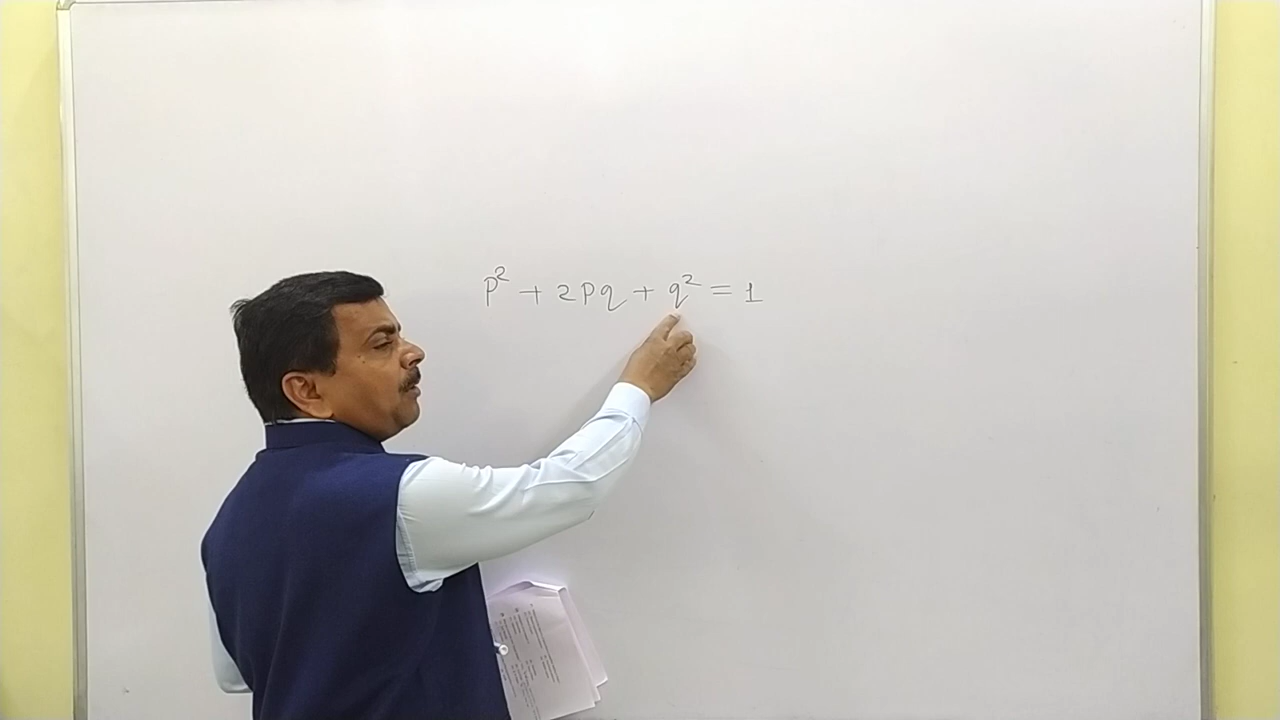 p² + 2pq + q² = 1